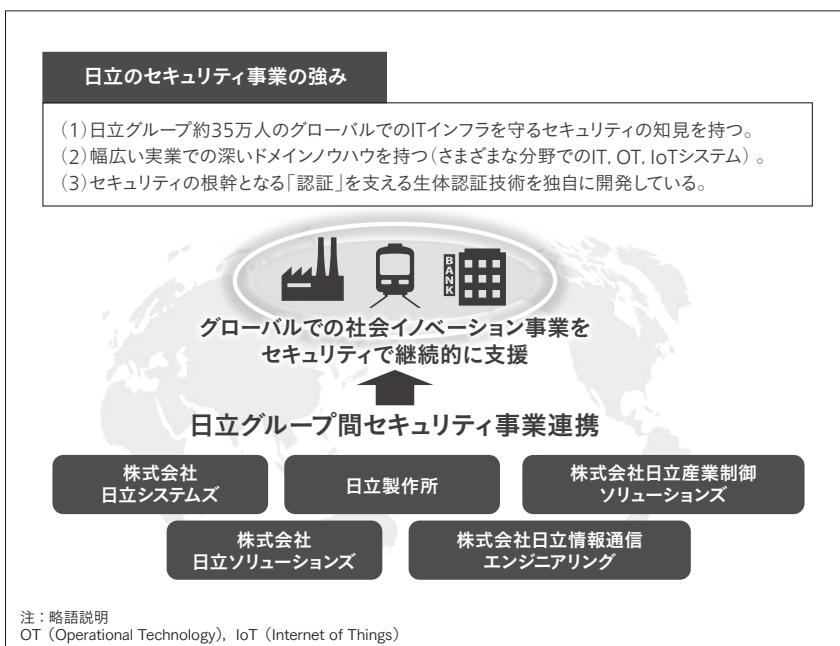 日立のセキュリティ事業の強み
(1)日立グループ約35万人のグローバルでのITインフラを守るセキュリティの知見を持つ。
(2)幅広い実業での深いドメインノウハウを持つ(さまざまな分野でのIT, OT, IoTシステム)。
(3)セキュリティの根幹となる「認証」を支える生体認証技術を独自に開発している。
BANK
グローバルでの社会イノベーション事業を
セキュリティで継続的に支援
日立グループ間セキュリティ事業連携
株式会社
日立システムズ
日立製作所
株式会社日立産業制御
ソリューションズ
株式会社
日立ソリューションズ
株式会社日立情報通信
エンジニアリング
注:略語説明
OT(Operational Technology), IoT(Internet of Things)